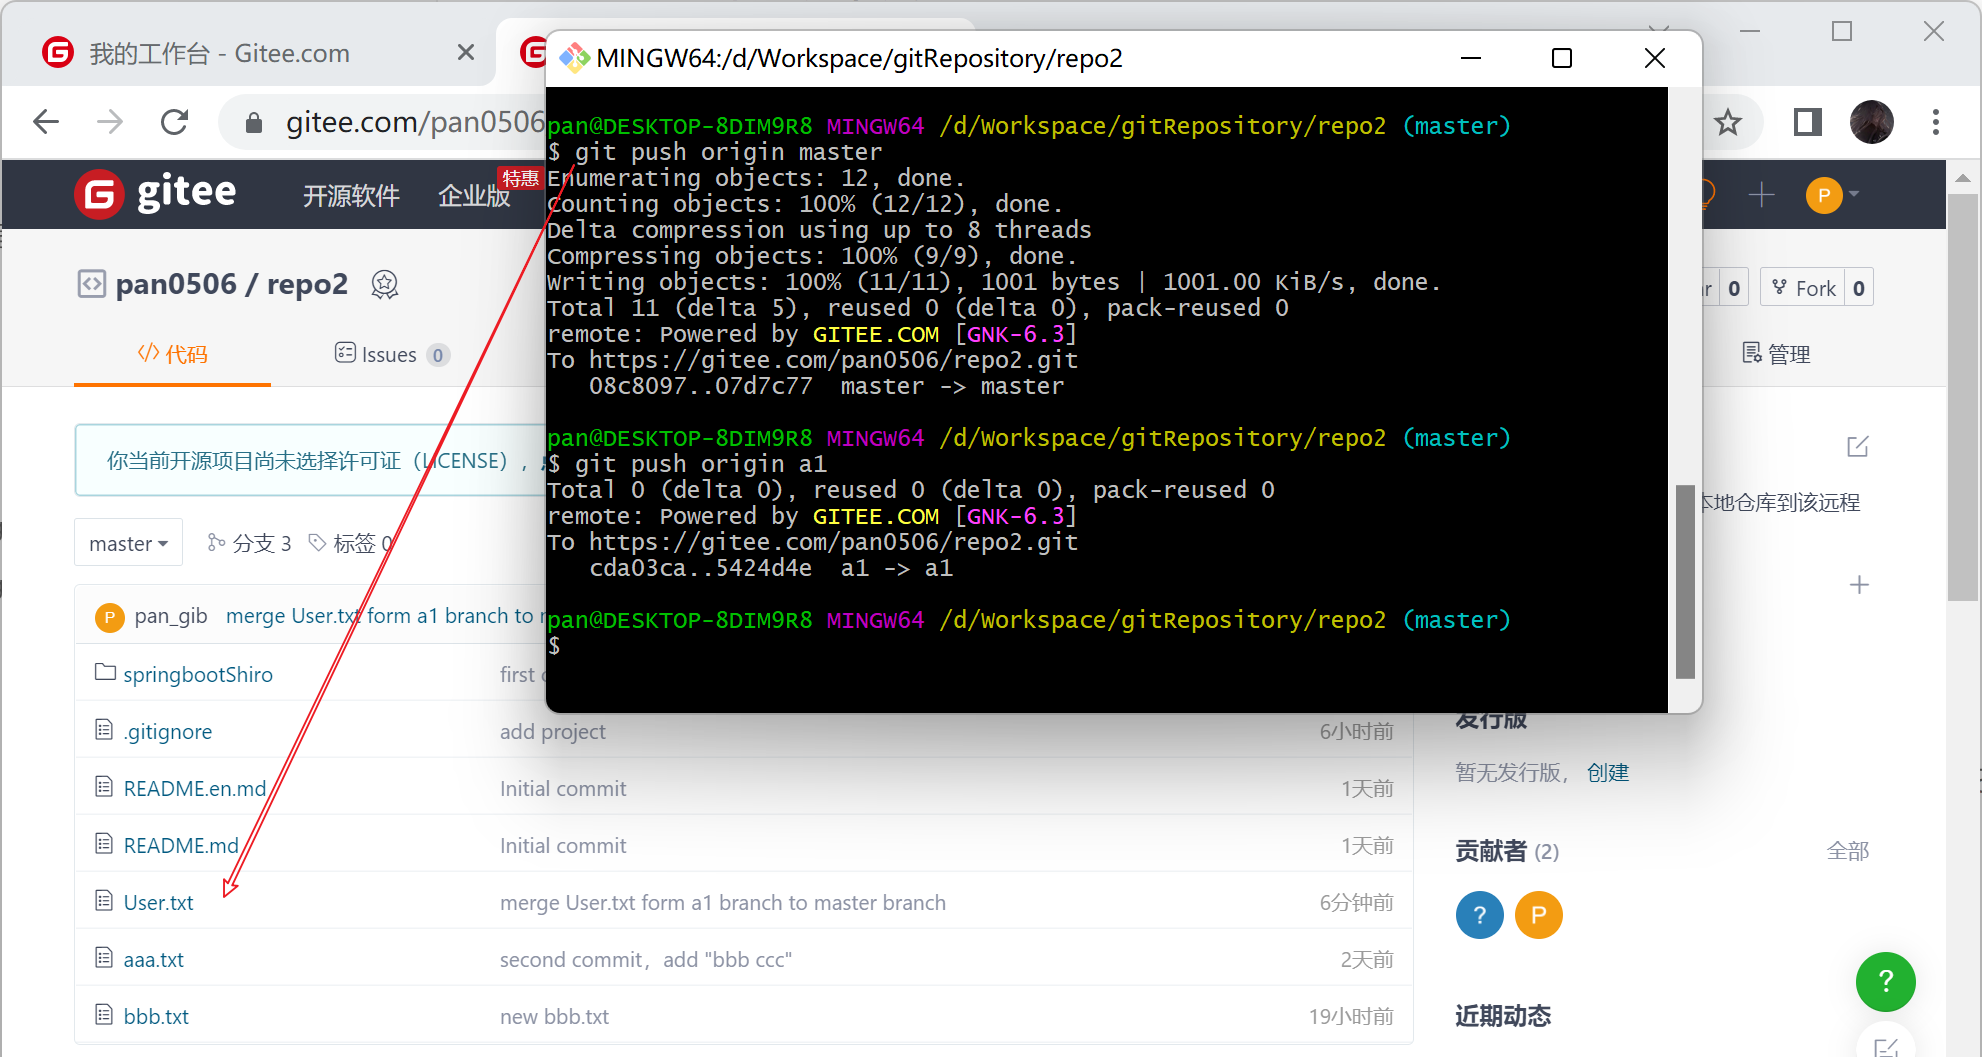 我的工作台 - Gitee.com
MINGW64:/d/Workspace/gitRepository/repo2
gitee.com/pan0506
gitee
开源软件
企业版
特惠
P
pan0506 / repo2
0
Fork 0
代码
Issues 0
管理
你当前开源项目尚未选择许可证（LICENSE），
本地仓库到该远程
master
分支 3
标签 0
P pan_gib merge User.txt form a1 branch to
springbootShiro first
.gitignore add project 6小时前
README.en.md Initial commit 1天前
README.md Initial commit 1天前
User.txt merge User.txt form a1 branch to master branch 6分钟前
aaa.txt second commit，add "bbb ccc" 2天前
bbb.txt new bbb.txt 19小时前
pan@DESKTOP-8DIM9R8 MINGW64 /d/Workspace/gitRepository/repo2 (master)
$ git push origin master
Enumerating objects: 12, done.
Counting objects: 100% (12/12), done.
Delta compression using up to 8 threads
Compressing objects: 100% (9/9), done.
Writing objects: 100% (11/11), 1001 bytes | 1001.00 KiB/s, done.
Total 11 (delta 5), reused 0 (delta 0), pack-reused 0
remote: Powered by GITEE.COM [GNK-6.3]
To https://gitee.com/pan0506/repo2.git
08c8097..07d7c77  master -> master
pan@DESKTOP-8DIM9R8 MINGW64 /d/Workspace/gitRepository/repo2 (master)
$ git push origin a1
Total 0 (delta 0), reused 0 (delta 0), pack-reused 0
remote: Powered by GITEE.COM [GNK-6.3]
To https://gitee.com/pan0506/repo2.git
cda03ca..5424d4e  a1 -> a1
pan@DESKTOP-8DIM9R8 MINGW64 /d/Workspace/gitRepository/repo2 (master)
$
发行版
暂无发行版， 创建
贡献者 (2) 全部
? P
近期动态
?